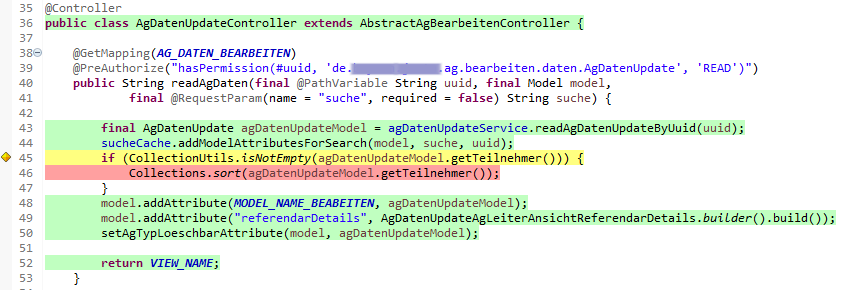 35 @Controller
36 public class AgDatenUpdateController extends AbstractAgBearbeitenController {
37
38 @GetMapping(AG_DATEN_BEARBEITEN)
39 @PreAuthorize("hasPermission(#uuid, 'de. .ag.bearbeiten.daten.AgDatenUpdate', 'READ')")
40 public String readAgDaten(final @PathVariable String uuid, final Model model,
41 final @RequestParam(name = "suche", required = false) String suche) {
42
43 final AgDatenUpdate agDatenUpdateModel = agDatenUpdateService.readAgDatenUpdateByUuid(uuid);
44 sucheCache.addModelAttributesForSearch(model, suche, uuid);
45 if (CollectionUtils.isNotEmpty(agDatenUpdateModel.getTeilnehmer())) {
46 Collections.sort(agDatenUpdateModel.getTeilnehmer());
47 }
48 model.addAttribute(MODEL_NAME_BEABEITEN, agDatenUpdateModel);
49 model.addAttribute("referendarDetails", AgDatenUpdateAgLeiterAnsichtReferendarDetails.builder().build());
50 setAgTypLoeschbarAttribute(model, agDatenUpdateModel);
51
52 return VIEW_NAME;
53 }